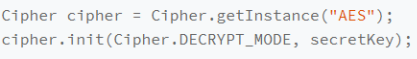 Cipher cipher = Cipher.getInstance("AES");
cipher.init(Cipher.DECRYPT_MODE, secretKey);